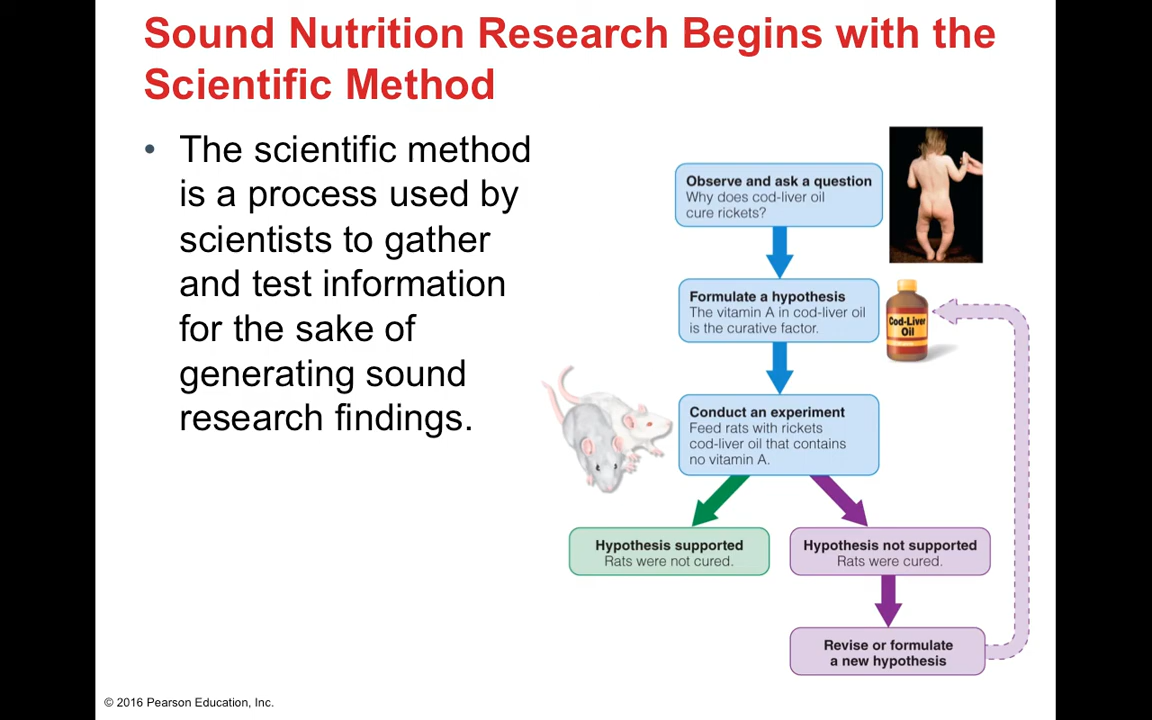 Sound Nutrition Research Begins with the
Scientific Method
• The scientific method
is a process used by
scientists to gather
and test information
for the sake of
generating sound
research findings.
Observe and ask a question
Why does cod-liver oil
cure rickets?
Formulate a hypothesis
The vitamin A in cod-liver oil
is the curative factor.
Cod-Liver
Oil
Conduct an experiment
Feed rats with rickets
cod-liver oil that contains
no vitamin A.
Hypothesis supported
Rats were not cured.
Hypothesis not supported
Rats were cured.
Revise or formulate
a new hypothesis
© 2016 Pearson Education, Inc.